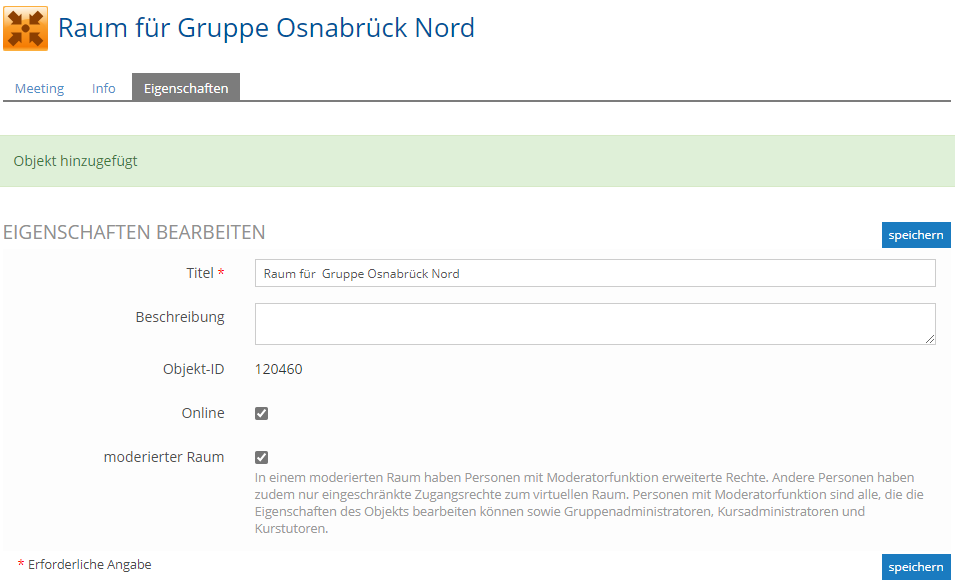 Raum für Gruppe Osnabrück Nord
Meeting Info Eigenschaften
Objekt hinzugefügt
EIGENSCHAFTEN BEARBEITEN speichern
Titel * Raum für Gruppe Osnabrück Nord
Beschreibung
Objekt-ID 120460
Online
moderierter Raum
In einem moderierten Raum haben Personen mit Moderatorfunktion erweiterte Rechte. Andere Personen haben
zudem nur eingeschränkte Zugangsrechte zum virtuellen Raum. Personen mit Moderatorfunktion sind alle, die die
Eigenschaften des Objekts bearbeiten können sowie Gruppenadministratoren, Kursadministratoren und
Kurstutoren.
* Erforderliche Angabe speichern